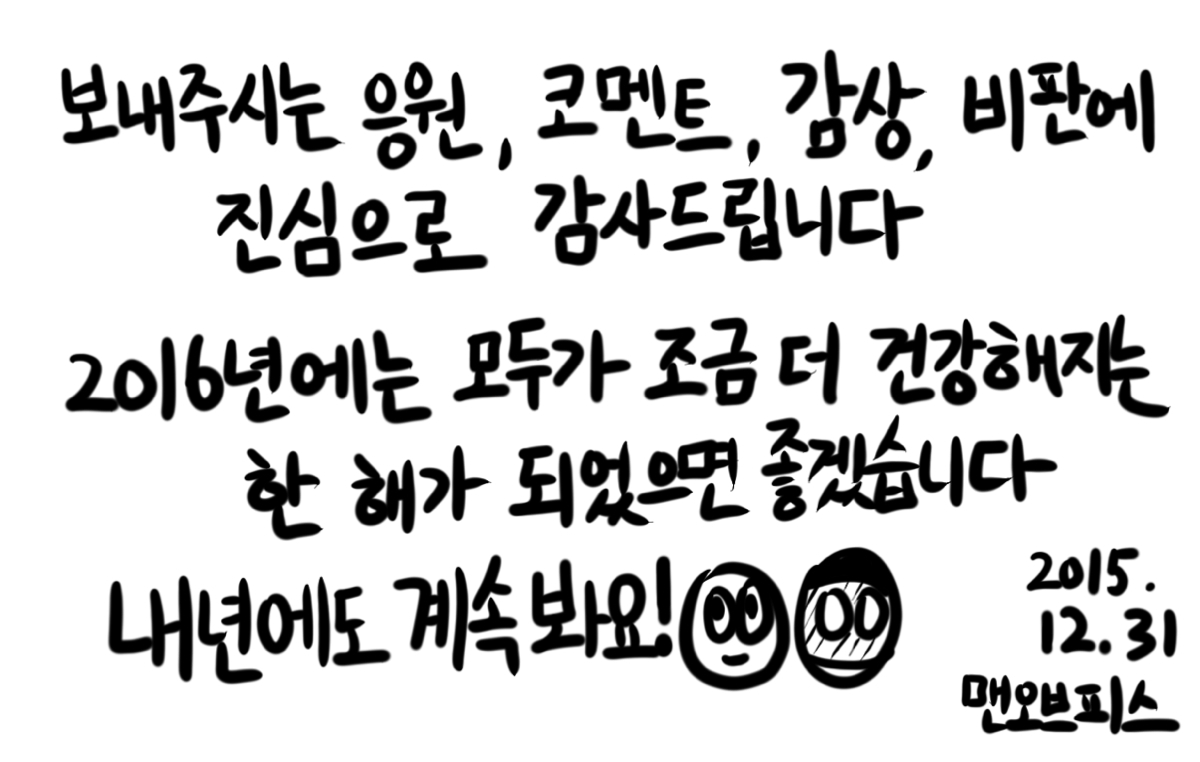 보내주시는 응원, 코멘트, 감상, 비판에
진심으로 감사드립니다
2016년에는 모두가 조금 더 건강해지는
한 해가 되었으면 좋겠습니다
내년에도 계속 봐요!
2015.
12.31
맨오브피스